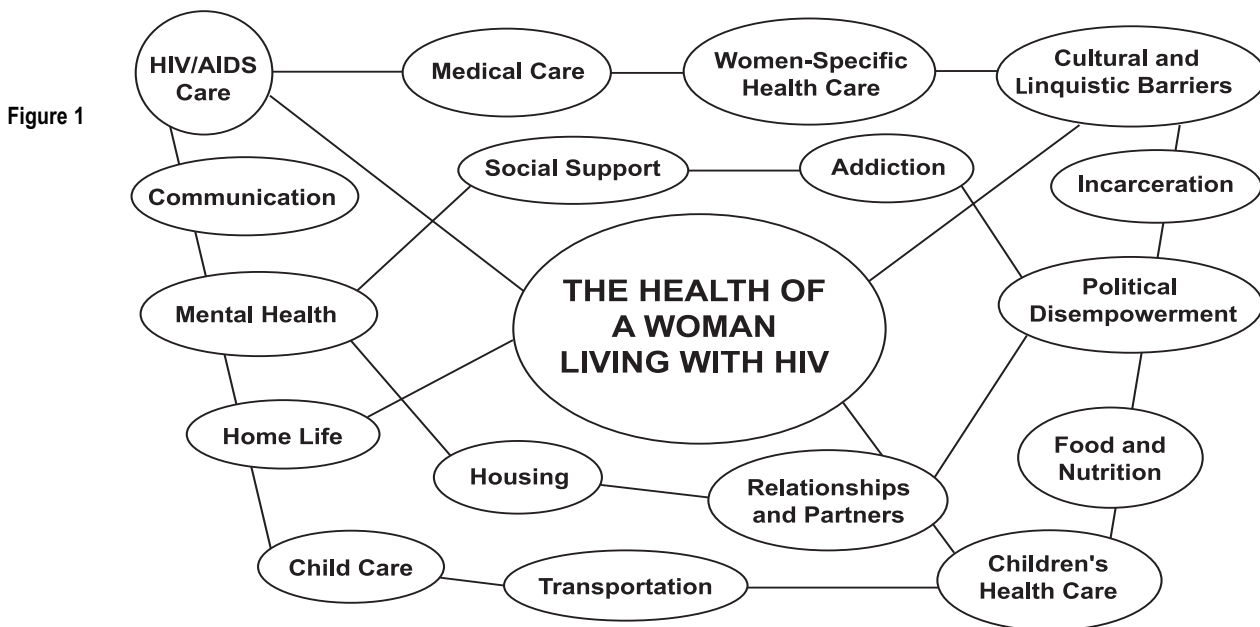 Figure 1
HIV/AIDS
Care
Medical Care
Women-Specific
Health Care
Cultural and
Linquistic Barriers
Communication
Social Support
Addiction
Incarceration
Mental Health
THE HEALTH OF
A WOMAN
LIVING WITH HIV
Political
Disempowerment
Home Life
Housing
Relationships
and Partners
Food and
Nutrition
Child Care
Transportation
Children's
Health Care